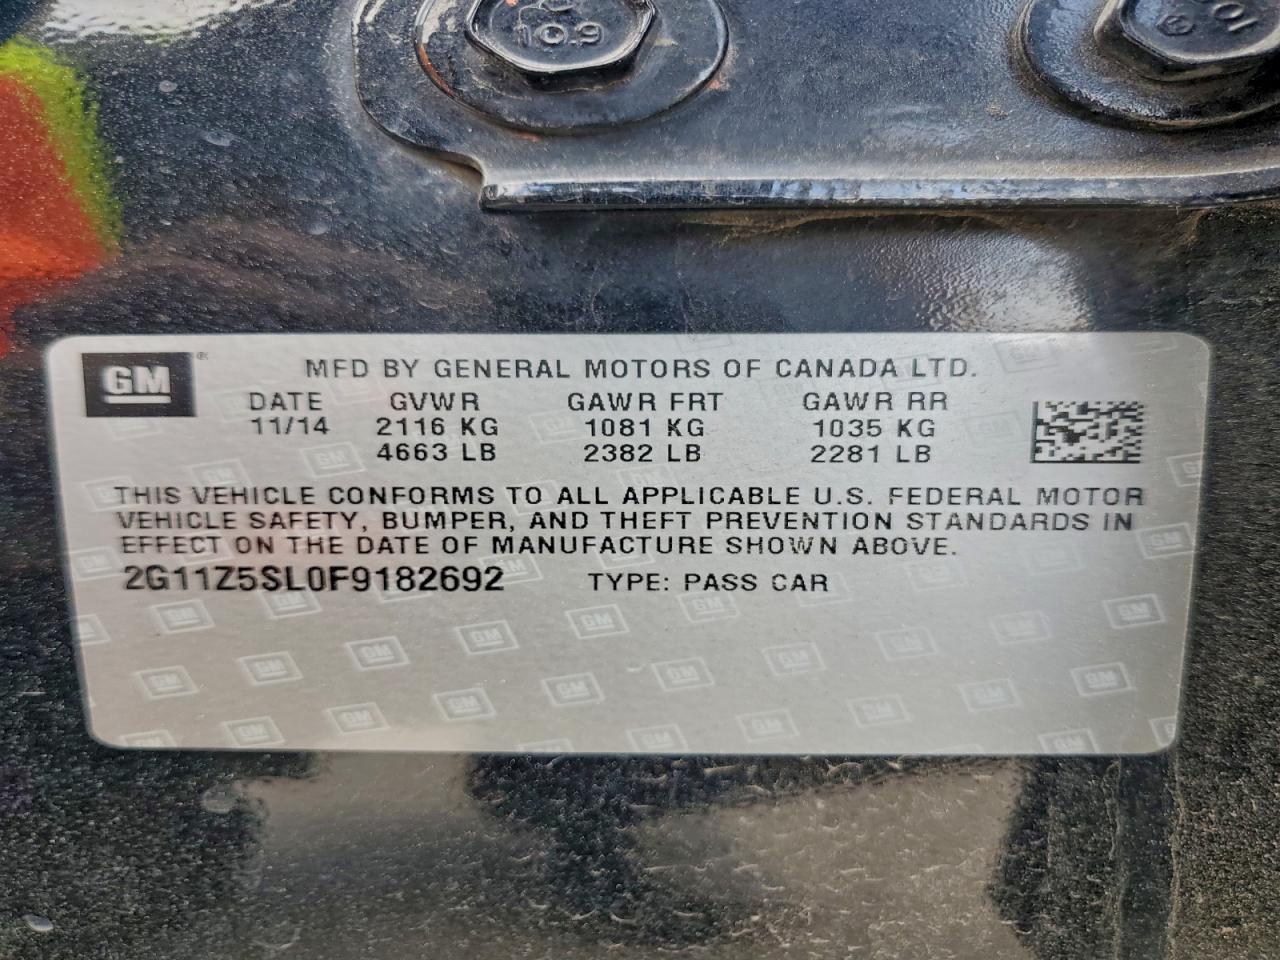 10.9
GM®
MFD BY GENERAL MOTORS OF CANADA LTD.
DATE GVWR GAWR FRT GAWR RR
11/14 2116 KG 1081 KG 1035 KG
4663 LB 2382 LB 2281 LB
THIS VEHICLE CONFORMS TO ALL APPLICABLE U.S. FEDERAL MOTOR
VEHICLE SAFETY, BUMPER, AND THEFT PREVENTION STANDARDS IN
EFFECT ON THE DATE OF MANUFACTURE SHOWN ABOVE.
2G11Z5SL0F9182692 TYPE: PASS CAR